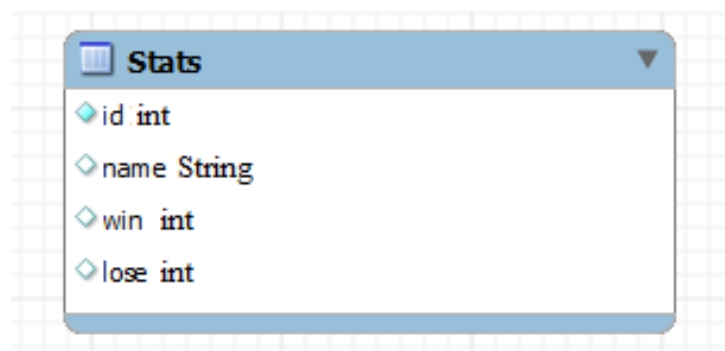 Stats
id int
name String
win int
lose int